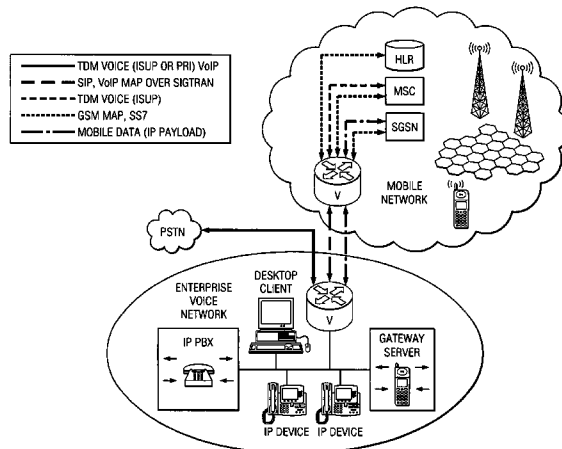 TDM VOICE (ISUP OR PRI) VoIP
SIP, VoIP MAP OVER SIGTRAN
TDM VOICE (ISUP)
GSM MAP, SS7
MOBILE DATA (IP PAYLOAD)
HLR
MSC
SGSN
V
MOBILE
NETWORK
PSTN
DESKTOP
CLIENT
ENTERPRISE
VOICE
NETWORK
V
IP PBX
GATEWAY
SERVER
IP DEVICE
IP DEVICE